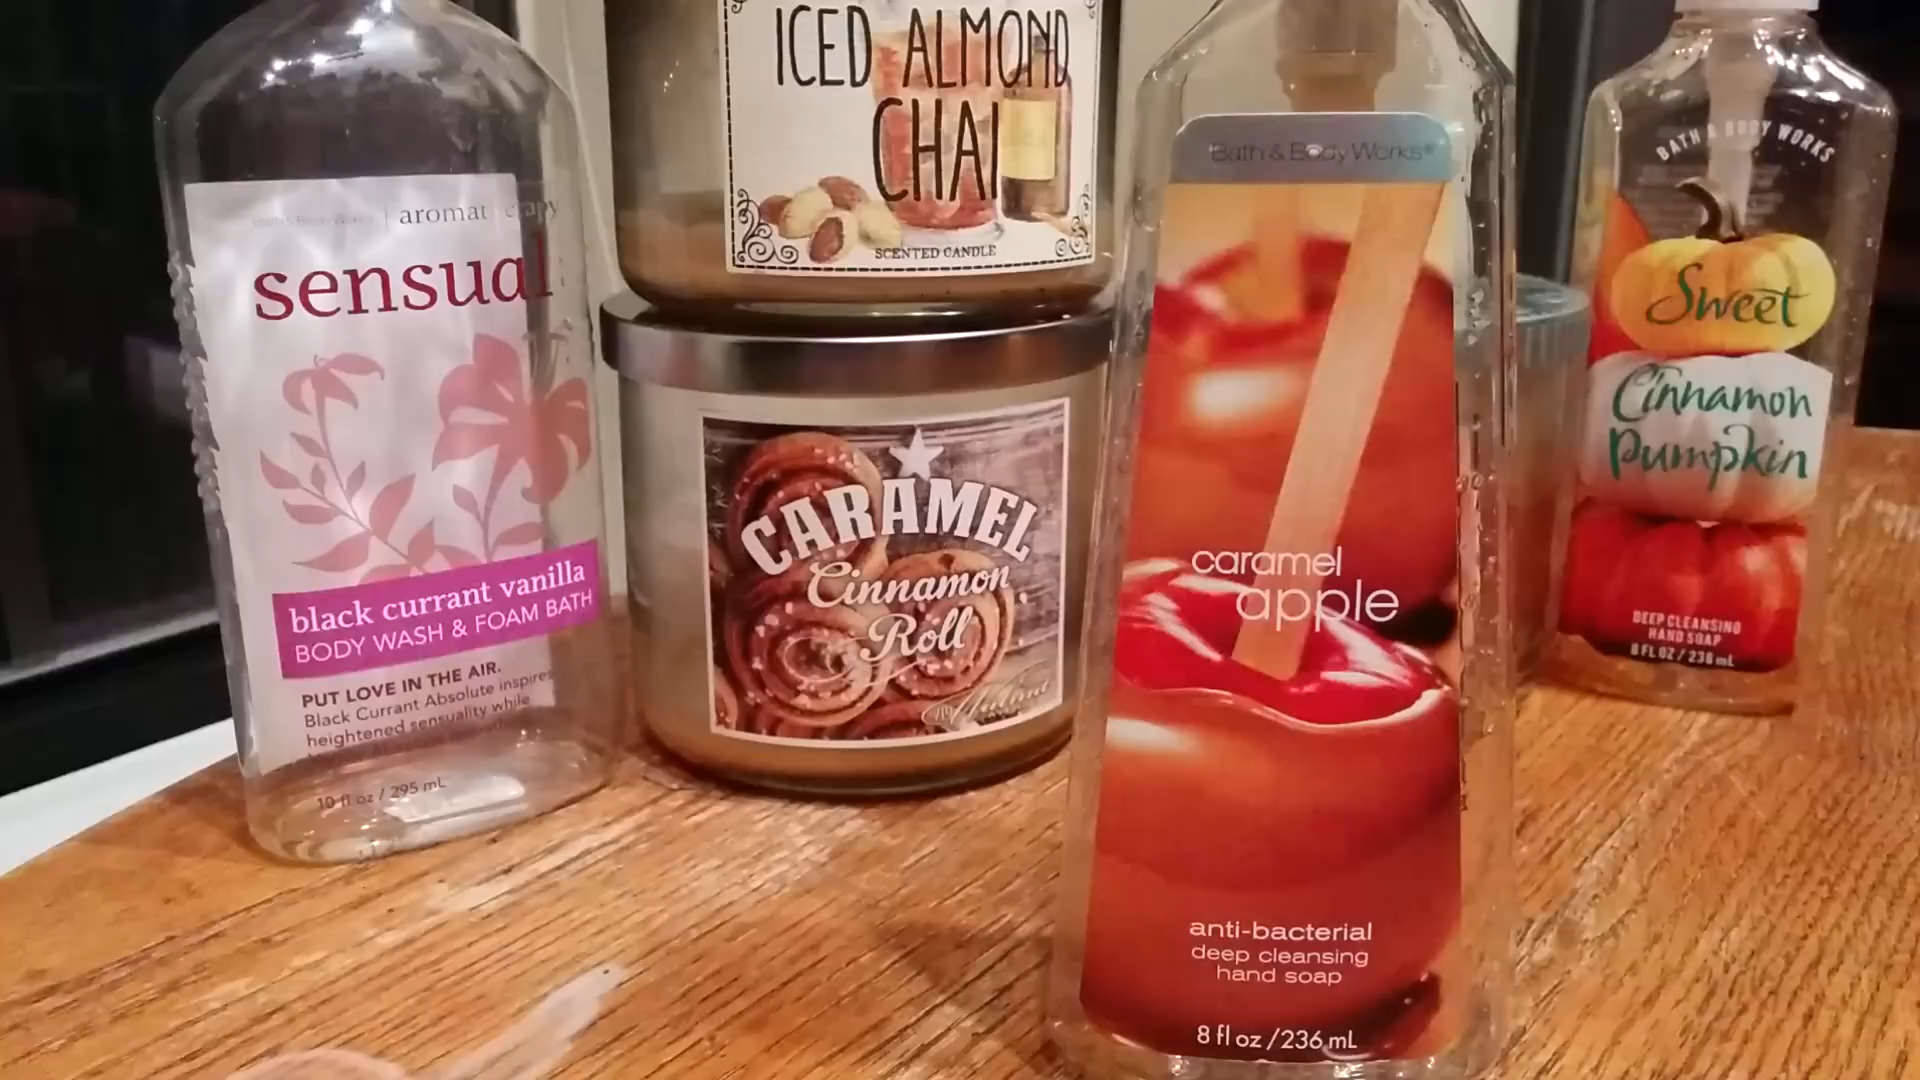 Bath & Body Works | aromatherapy
sensual
black currant vanilla
BODY WASH & FOAM BATH
PUT LOVE IN THE AIR.
Black Currant Absolute inspires
heightened sensuality while
10 fl oz / 295 mL
ICED ALMOND
CHAI
SCENTED CANDLE
CARAMEL
Cinnamon
Roll
Bath & Body Works®
caramel
apple
anti-bacterial
deep cleansing
hand soap
8 fl oz / 236 mL
BATH & BODY WORKS
Sweet
Cinnamon
Pumpkin
DEEP CLEANSING
HAND SOAP
8 FL OZ / 236 mL